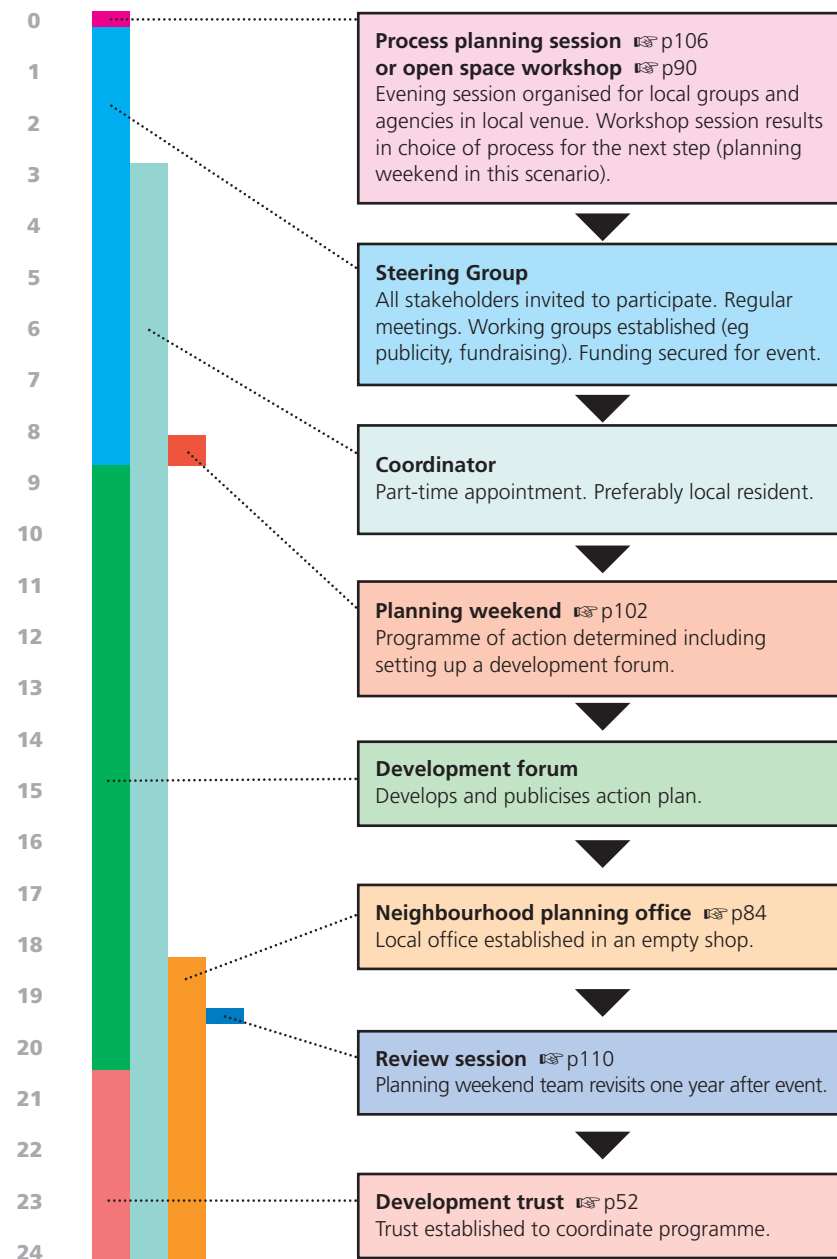 0
1
2
3
4
5
6
7
8
9
10
11
12
13
14
15
16
17
18
19
20
21
22
23
24
Process planning session ☞ p106
or open space workshop ☞ p90
Evening session organised for local groups and
agencies in local venue. Workshop session results
in choice of process for the next step (planning
weekend in this scenario).
Steering Group
All stakeholders invited to participate. Regular
meetings. Working groups established (eg
publicity, fundraising). Funding secured for event.
Coordinator
Part-time appointment. Preferably local resident.
Planning weekend ☞ p102
Programme of action determined including
setting up a development forum.
Development forum
Develops and publicises action plan.
Neighbourhood planning office ☞ p84
Local office established in an empty shop.
Review session ☞ p110
Planning weekend team revisits one year after event.
Development trust ☞ p52
Trust established to coordinate programme.